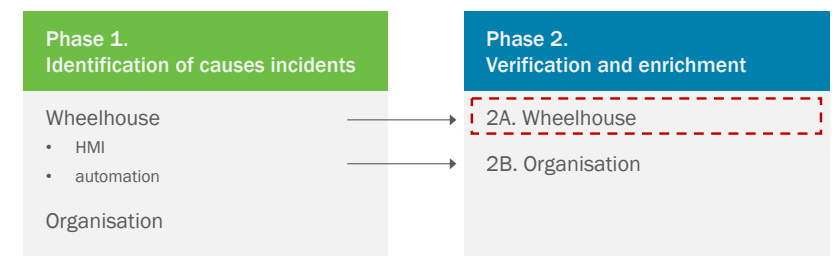 Phase 1.
Identification of causes incidents
Wheelhouse
• HMI
• automation
Organisation
Phase 2.
Verification and enrichment
2A. Wheelhouse
2B. Organisation